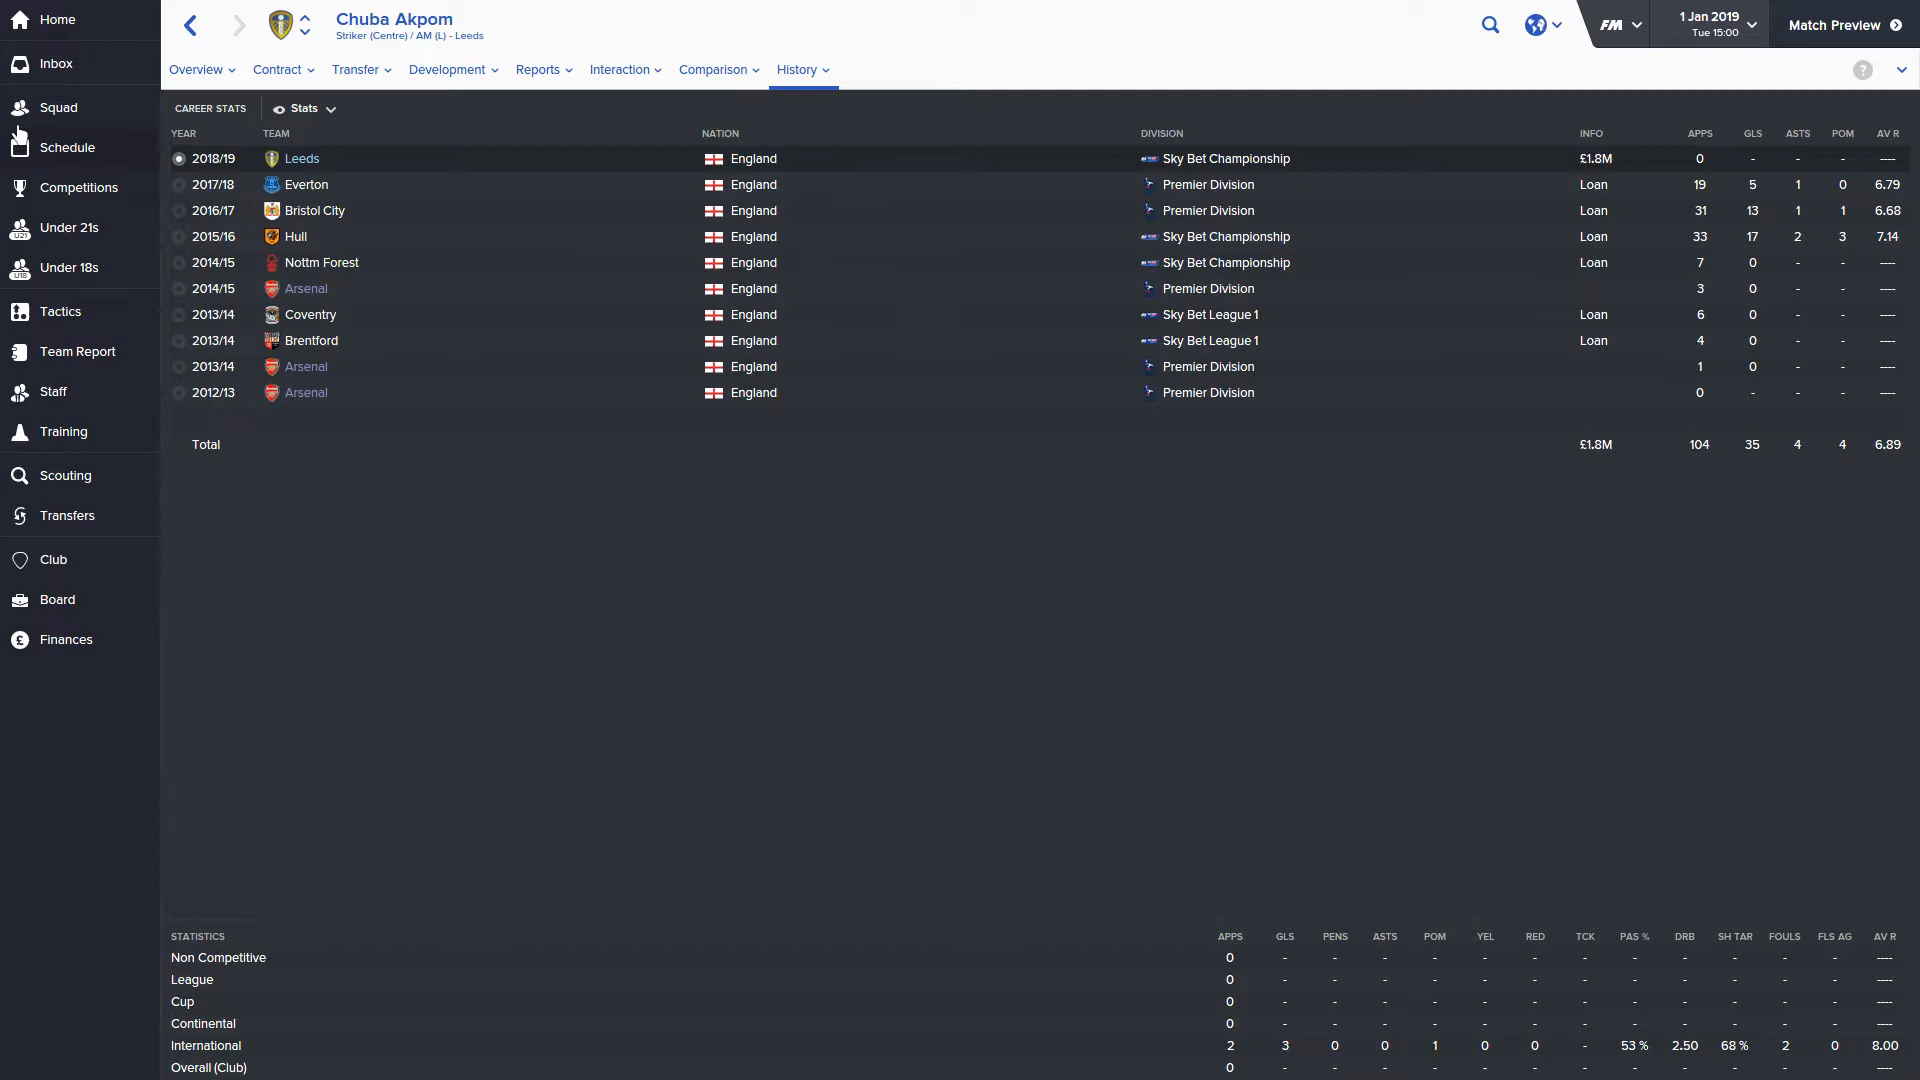 Home
Inbox
Squad
Schedule
Competitions
Under 21s
Under 18s
Tactics
Team Report
Staff
Training
Scouting
Transfers
Club
Board
Finances
Chuba Akpom
Striker (Centre) / AM (L) - Leeds
FM
1 Jan 2019
Tue 15:00
Match Preview
Overview Contract Transfer Development Reports Interaction Comparison History ?
CAREER STATS Stats
YEAR TEAM NATION DIVISION INFO APPS GLS ASTS POM AV R
2018/19 Leeds England Sky Bet Championship £1.8M 0 - - - ----
2017/18 Everton England Premier Division Loan 19 5 1 0 6.79
2016/17 Bristol City England Premier Division Loan 31 13 1 1 6.68
2015/16 Hull England Sky Bet Championship Loan 33 17 2 3 7.14
2014/15 Nottm Forest England Sky Bet Championship Loan 7 0 - - ----
2014/15 Arsenal England Premier Division 3 0 - - ----
2013/14 Coventry England Sky Bet League 1 Loan 6 0 - - ----
2013/14 Brentford England Sky Bet League 1 Loan 4 0 - - ----
2013/14 Arsenal England Premier Division 1 0 - - ----
2012/13 Arsenal England Premier Division 0 - - - ----
Total £1.8M 104 35 4 4 6.89
STATISTICS APPS GLS PENS ASTS POM YEL RED TCK PAS % DRB SH TAR FOULS FLS AG AV R
Non Competitive 0 - - - - - - - - - - - - ----
League 0 - - - - - - - - - - - - ----
Cup 0 - - - - - - - - - - - - ----
Continental 0 - - - - - - - - - - - - ----
International 2 3 0 0 1 0 0 - 53 % 2.50 68 % 2 0 8.00
Overall (Club) 0 - - - - - - - - - - - - ----